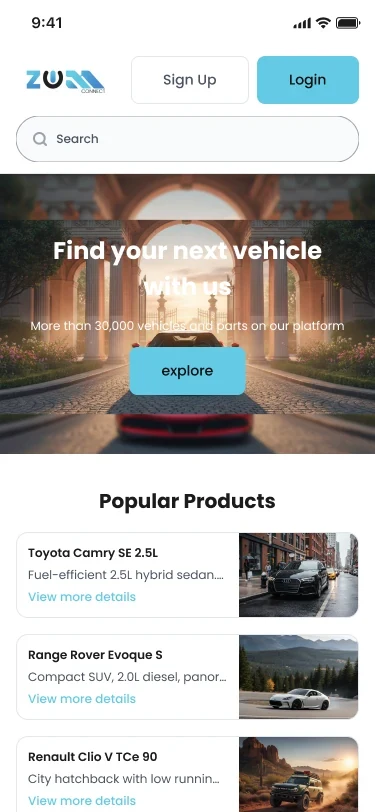 9:41
ZUM
CONNECT
Sign Up
Login
Search
Find your next vehicle
with us
More than 30,000 vehicles and parts on our platform
explore
Popular Products
Toyota Camry SE 2.5L
Fuel-efficient 2.5L hybrid sedan....
View more details
Range Rover Evoque S
Compact SUV, 2.0L diesel, panor...
View more details
Renault Clio V TCe 90
City hatchback with low runnin...
View more details